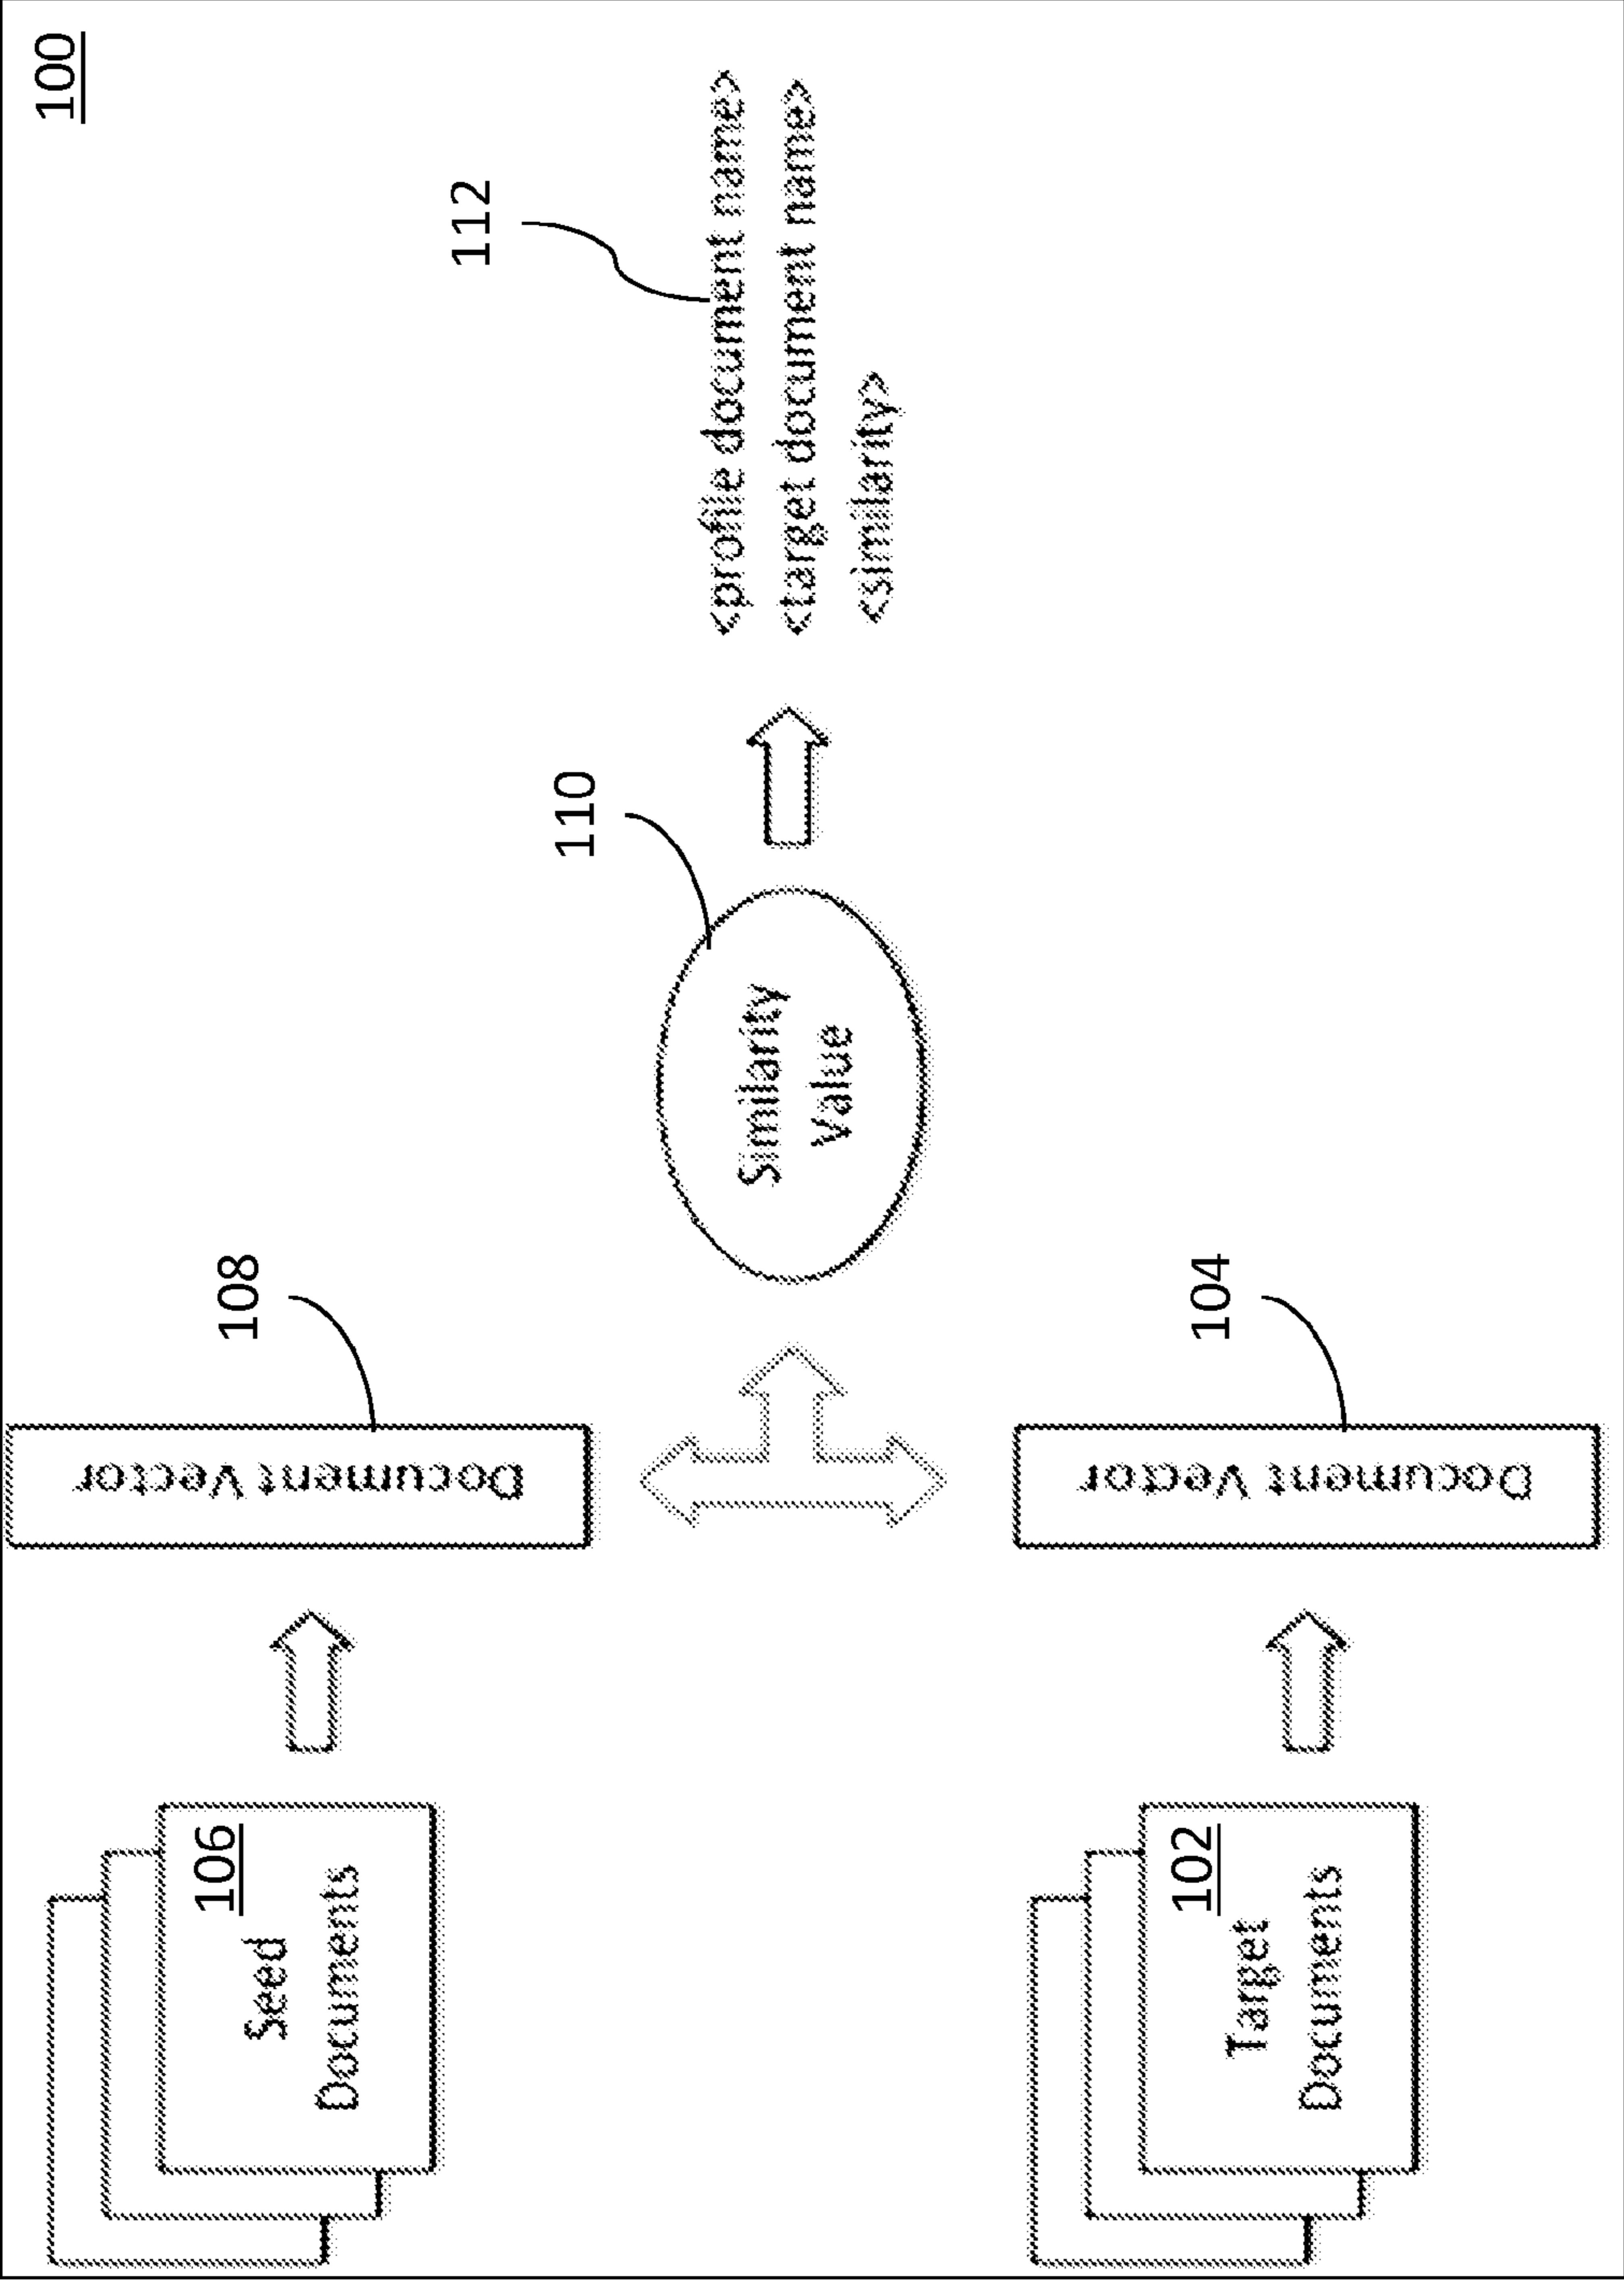 100
108
Document Vector
106
Seed
Documents
110
Similarity
Value
112
<profile document name>
<target document name>
<similarity>
104
Document Vector
102
Target
Documents